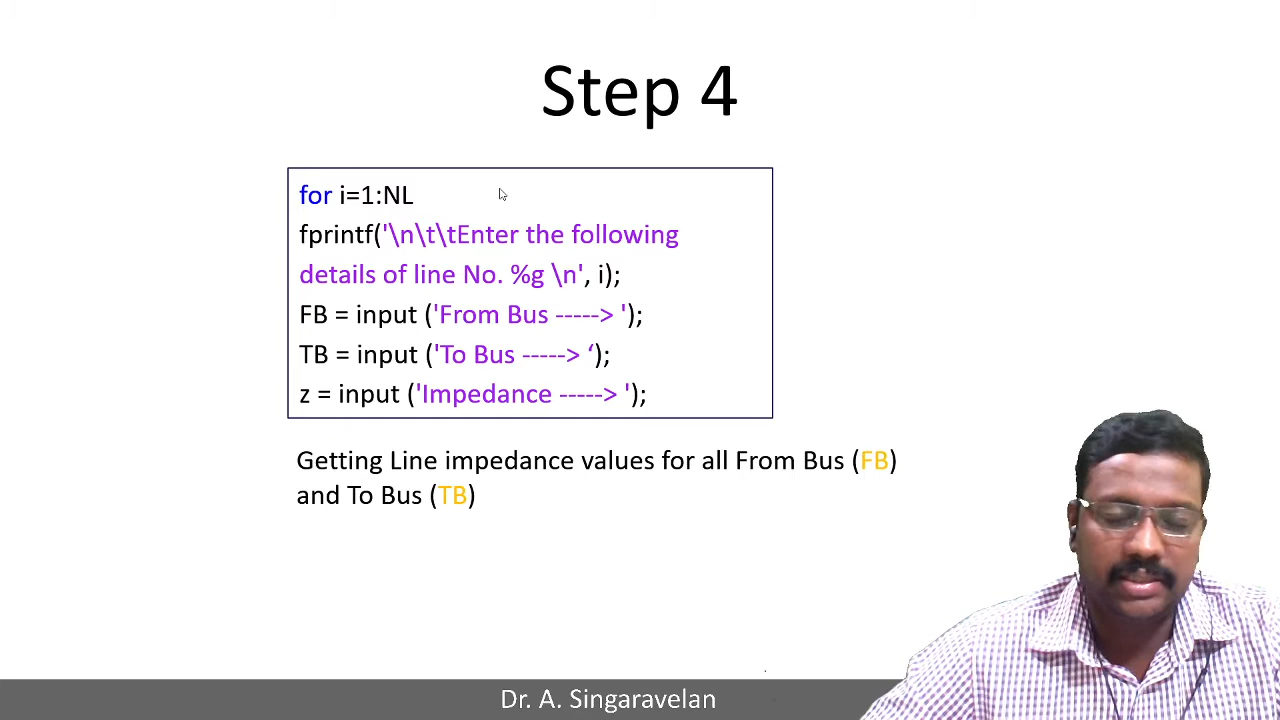 Step 4
for i=1:NL
fprintf('\n\t\tEnter the following
details of line No. %g \n', i);
FB = input ('From Bus -----> ');
TB = input ('To Bus -----> ‘);
z = input ('Impedance -----> ');
Getting Line impedance values for all From Bus (FB)
and To Bus (TB)
Dr. A. Singaravelan